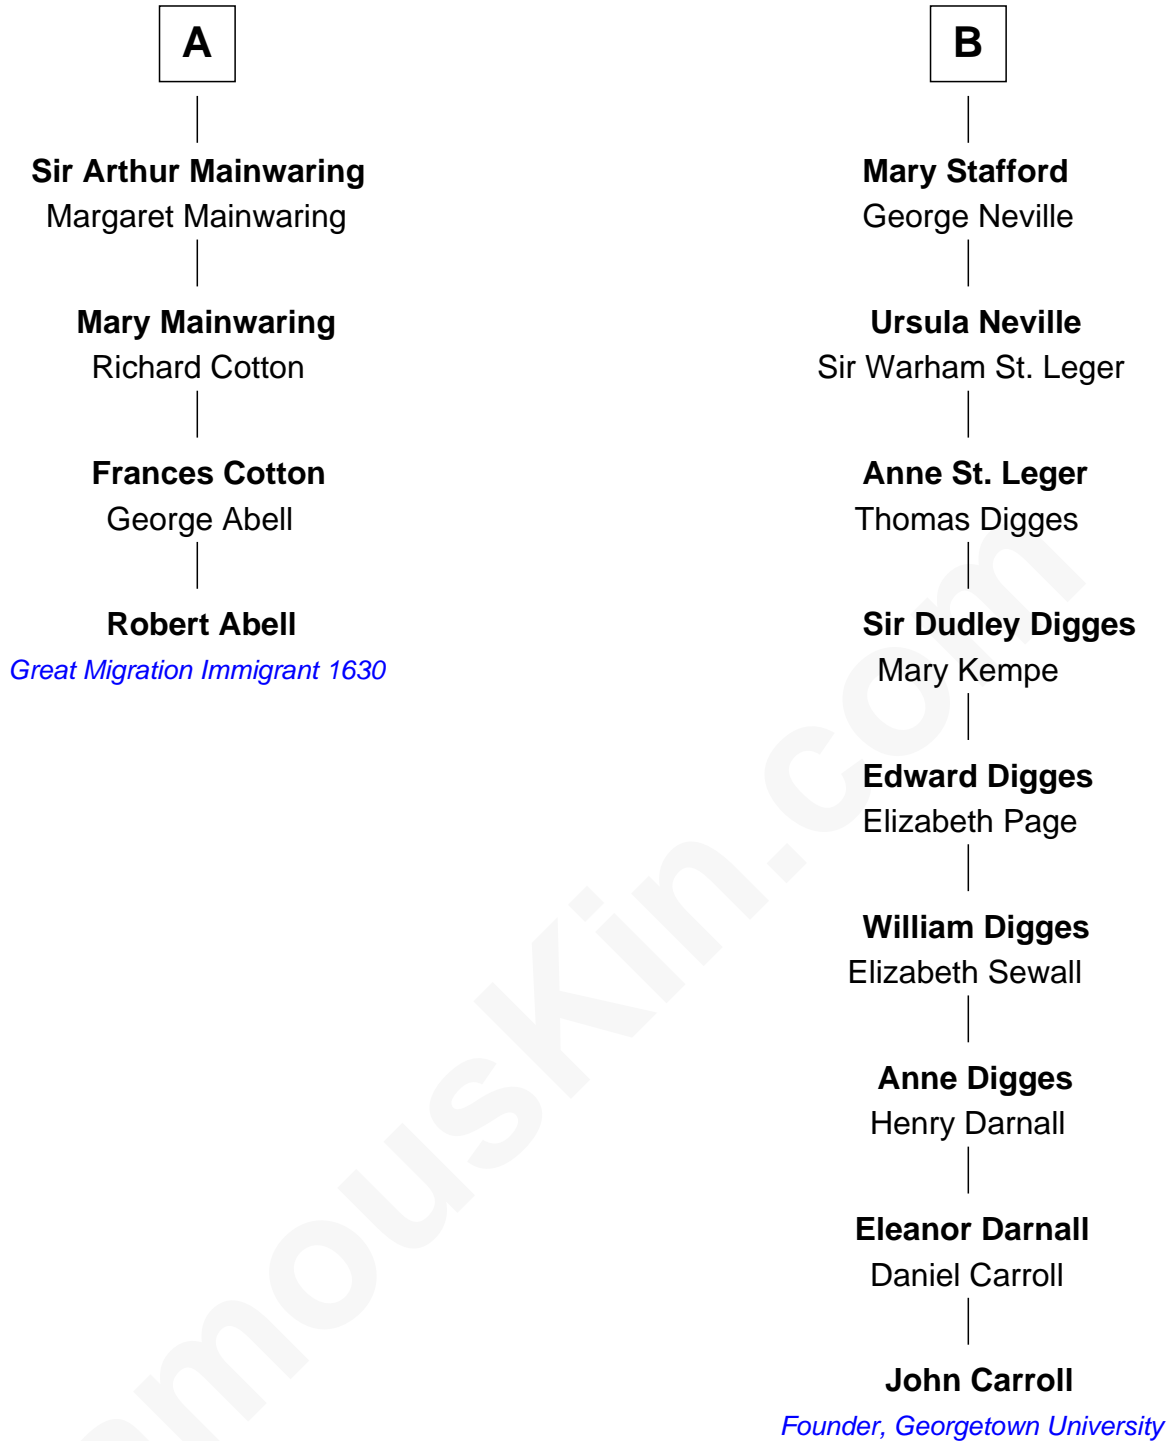 A
Sir Arthur Mainwaring
Margaret Mainwaring
Mary Mainwaring
Richard Cotton
Frances Cotton
George Abell
Robert Abell
Great Migration Immigrant 1630
B
Mary Stafford
George Neville
Ursula Neville
Sir Warham St. Leger
Anne St. Leger
Thomas Digges
Sir Dudley Digges
Mary Kempe
Edward Digges
Elizabeth Page
William Digges
Elizabeth Sewall
Anne Digges
Henry Darnall
Eleanor Darnall
Daniel Carroll
John Carroll
Founder, Georgetown University
amouskin.com